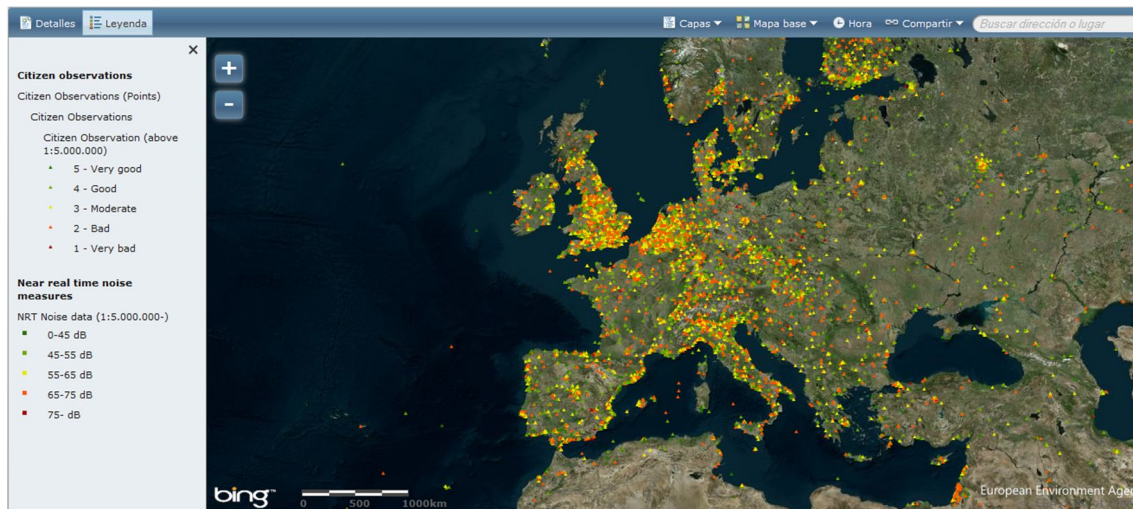 Detalles
Leyenda
Capas
Mapa base
Hora
Compartir
Buscar dirección o lugar
Citizen observations
Citizen Observations (Points)
Citizen Observations
Citizen Observation (above
1:5.000.000)
5 - Very good
4 - Good
3 - Moderate
2 - Bad
1 - Very bad
Near real time noise
measures
NRT Noise data (1:5.000.000-)
0-45 dB
45-55 dB
55-65 dB
65-75 dB
75- dB
bing™
0 500 1000km
European Environment Agec